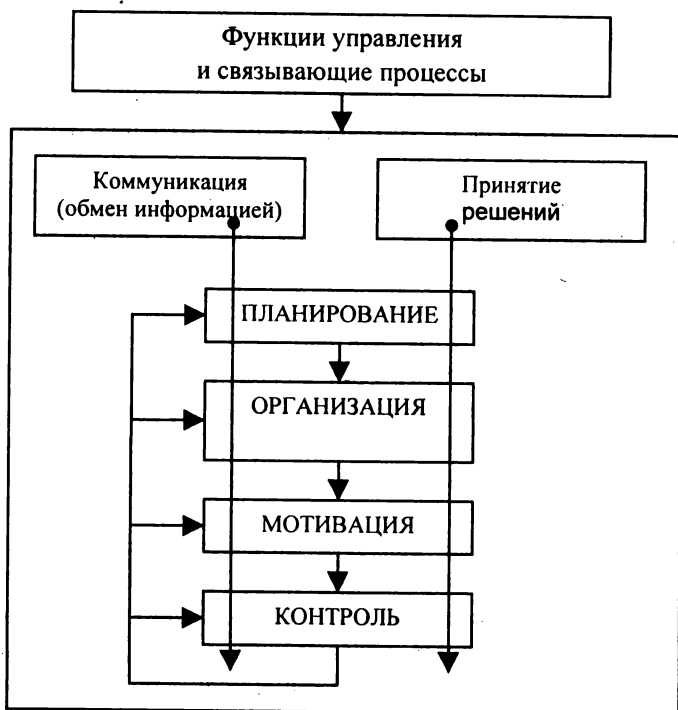 Функции управления
и связывающие процессы
Коммуникация
(обмен информацией)
Принятие
решений
ПЛАНИРОВАНИЕ
ОРГАНИЗАЦИЯ
МОТИВАЦИЯ
КОНТРОЛЬ